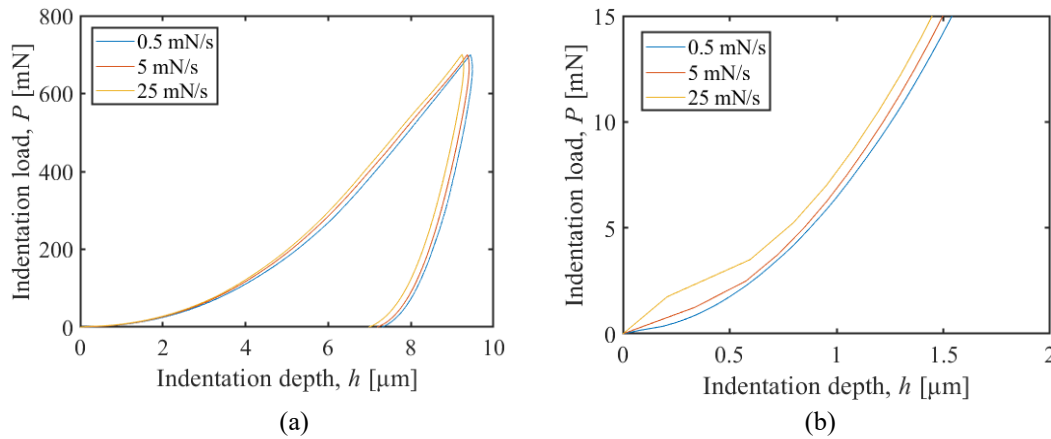 800
600
400
200
0
0 2 4 6 8 10
Indentation load, P [mN]
Indentation depth, h [μm]
0.5 mN/s
5 mN/s
25 mN/s
(a)
15
10
5
0
0 0.5 1 1.5 2
Indentation load, P [mN]
Indentation depth, h [μm]
0.5 mN/s
5 mN/s
25 mN/s
(b)